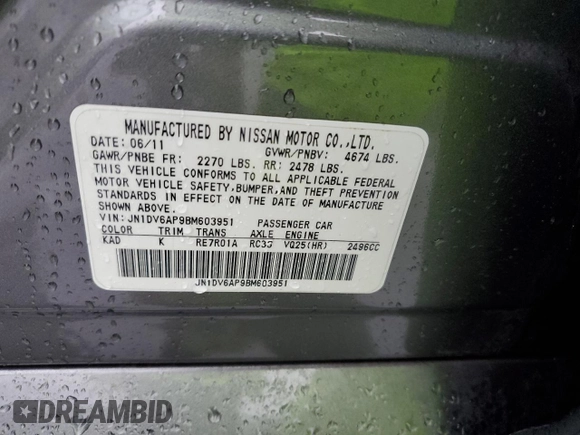 MANUFACTURED BY NISSAN MOTOR CO.,LTD.
DATE: 06/11 GVWR/PNBV: 4674 LBS.
GAWR/PNBE FR: 2270 LBS. RR: 2478 LBS.
THIS VEHICLE CONFORMS TO ALL APPLICABLE FEDERAL
MOTOR VEHICLE SAFETY,BUMPER,AND THEFT PREVENTION
STANDARDS IN EFFECT ON THE DATE OF MANUFACTURE
SHOWN ABOVE.
VIN: JN1DV6AP9BM603951 PASSENGER CAR
COLOR TRIM TRANS AXLE ENGINE
KAD K RE7R01A RC33 VQ25(HR) 2496CC
JN1DV6AP9BM603951
DREAMBID